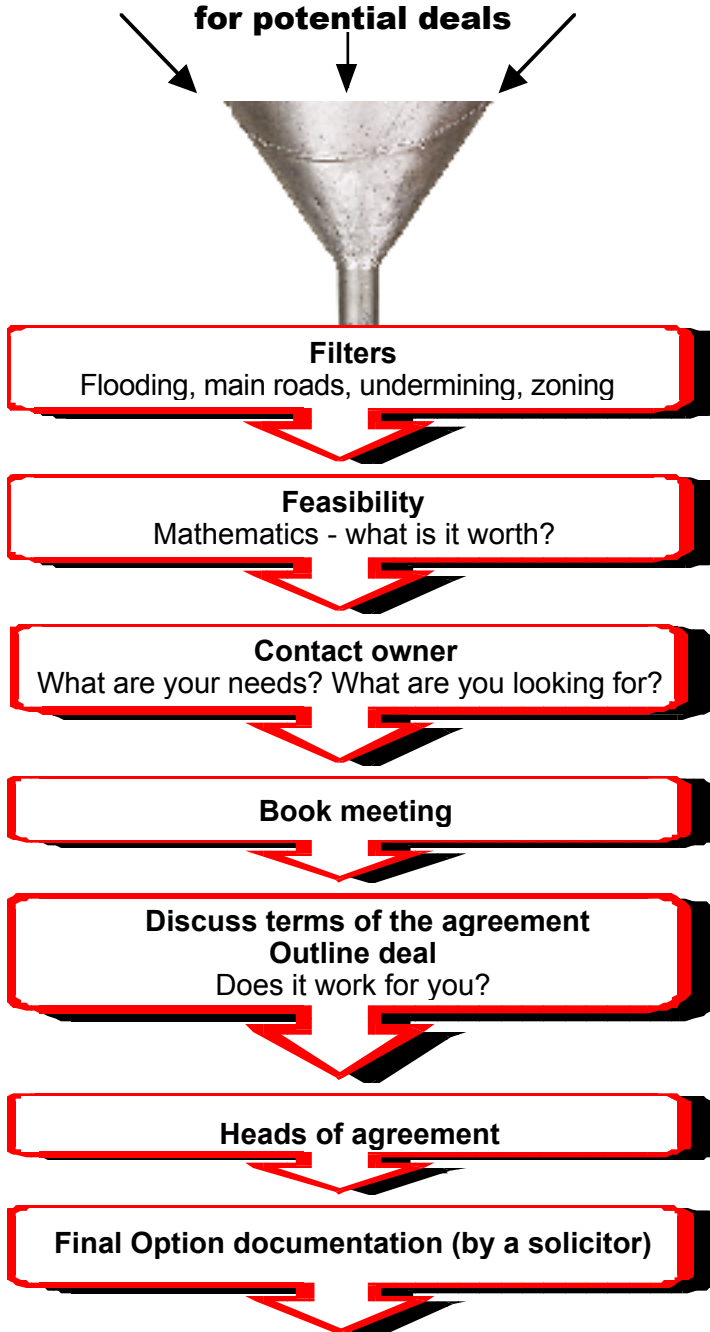 for potential deals
Filters
Flooding, main roads, undermining, zoning
Feasibility
Mathematics - what is it worth?
Contact owner
What are your needs? What are you looking for?
Book meeting
Discuss terms of the agreement
Outline deal
Does it work for you?
Heads of agreement
Final Option documentation (by a solicitor)